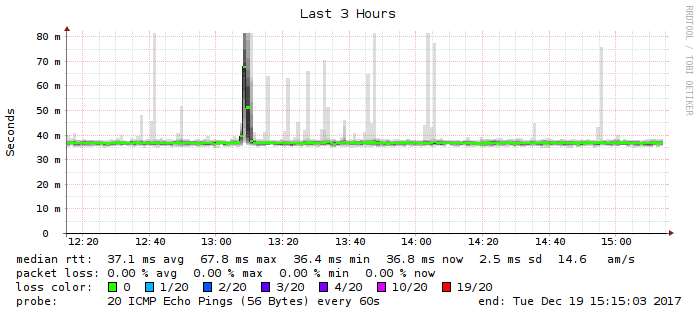 Last 3 Hours
RRDTOOL / TOBI OETIKER
Seconds
80 m
70 m
60 m
50 m
40 m
30 m
20 m
10 m
0
12:20 12:40 13:00 13:20 13:40 14:00 14:20 14:40 15:00
median rtt: 37.1 ms avg 67.8 ms max 36.4 ms min 36.8 ms now 2.5 ms sd 14.6 am/s
packet loss: 0.00 % avg 0.00 % max 0.00 % min 0.00 % now
loss color: 0 1/20 2/20 3/20 4/20 10/20 19/20
probe: 20 ICMP Echo Pings (56 Bytes) every 60s end: Tue Dec 19 15:15:03 2017